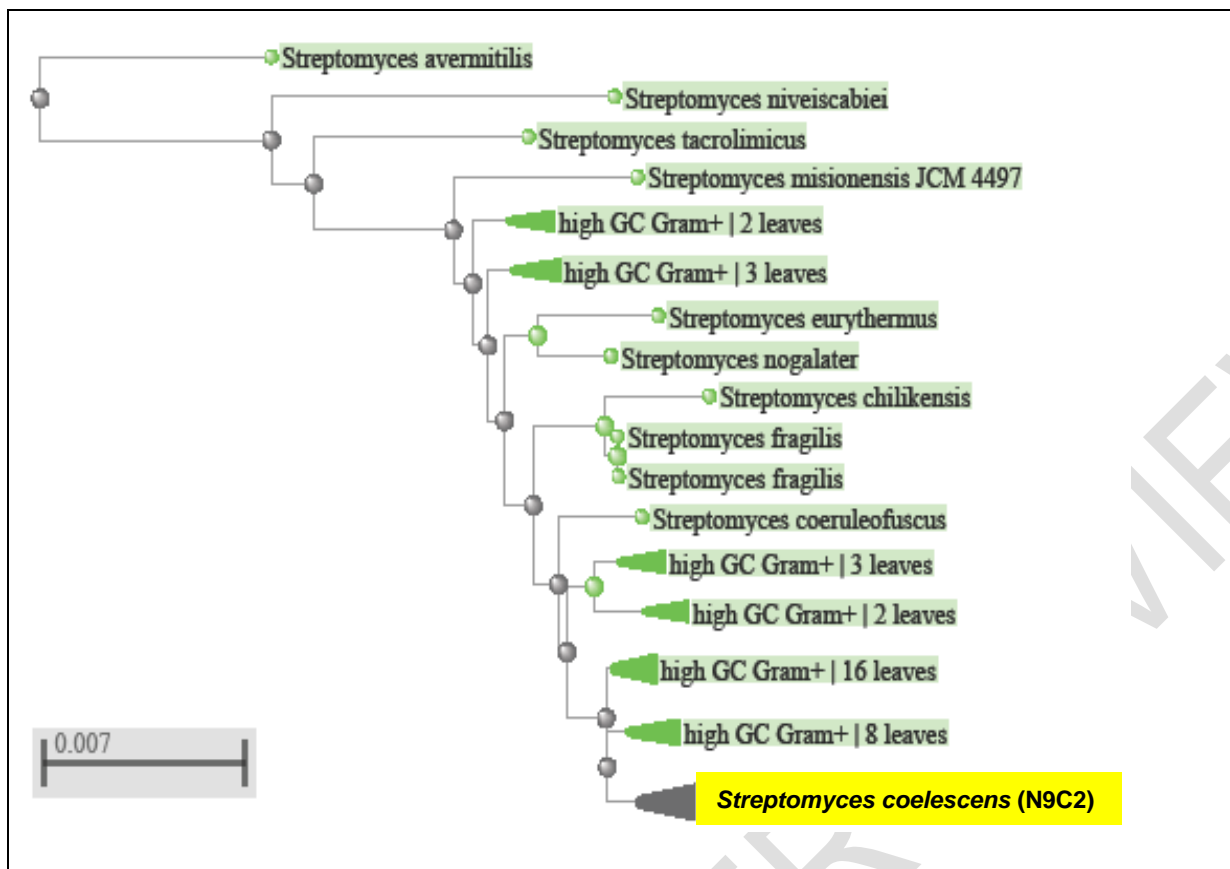 Streptomyces avermitilis
Streptomyces niveiscabiei
Streptomyces tacrolimicus
Streptomyces misionensis JCM 4497
high GC Gram+ | 2 leaves
high GC Gram+ | 3 leaves
Streptomyces eurythermus
Streptomyces nogalater
Streptomyces chilikensis
Streptomyces fragilis
Streptomyces fragilis
Streptomyces coeruleofuscus
high GC Gram+ | 3 leaves
high GC Gram+ | 2 leaves
high GC Gram+ | 16 leaves
high GC Gram+ | 8 leaves
0.007
Streptomyces coelescens (N9C2)